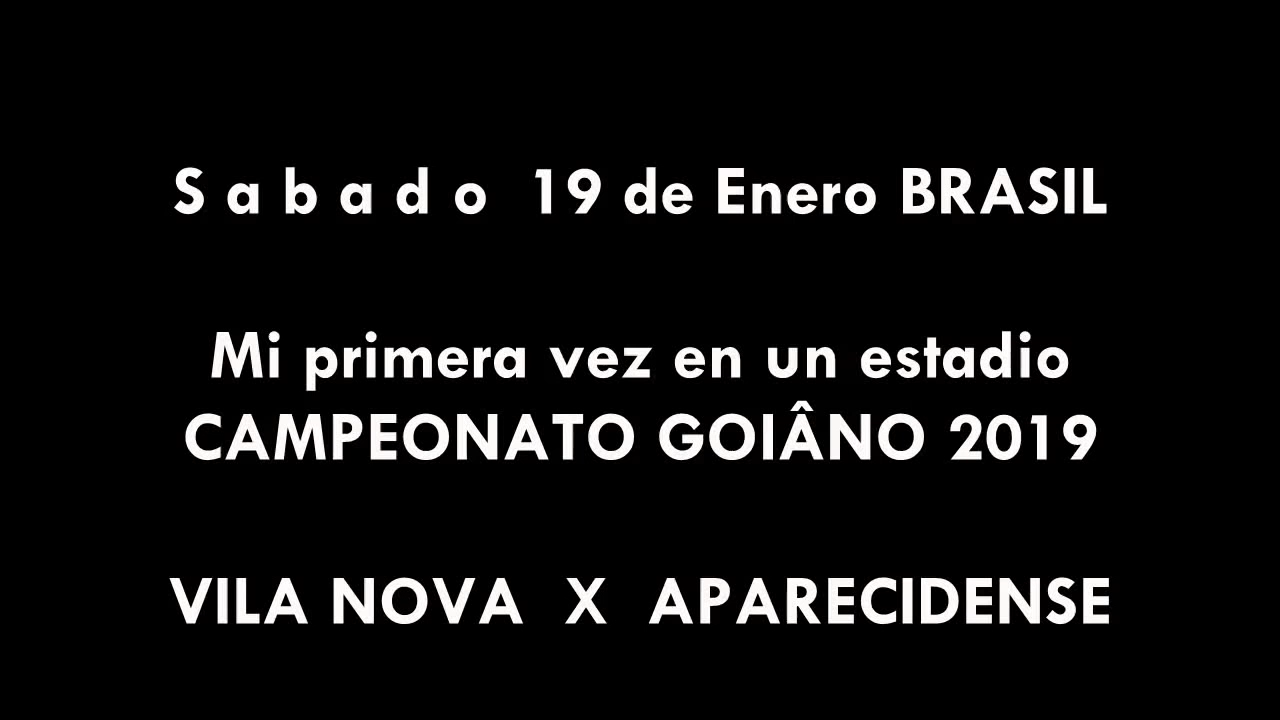 S a b a d o  19 de Enero BRASIL
Mi primera vez en un estadio
CAMPEONATO GOIÂNO 2019
VILA NOVA  X  APARECIDENSE